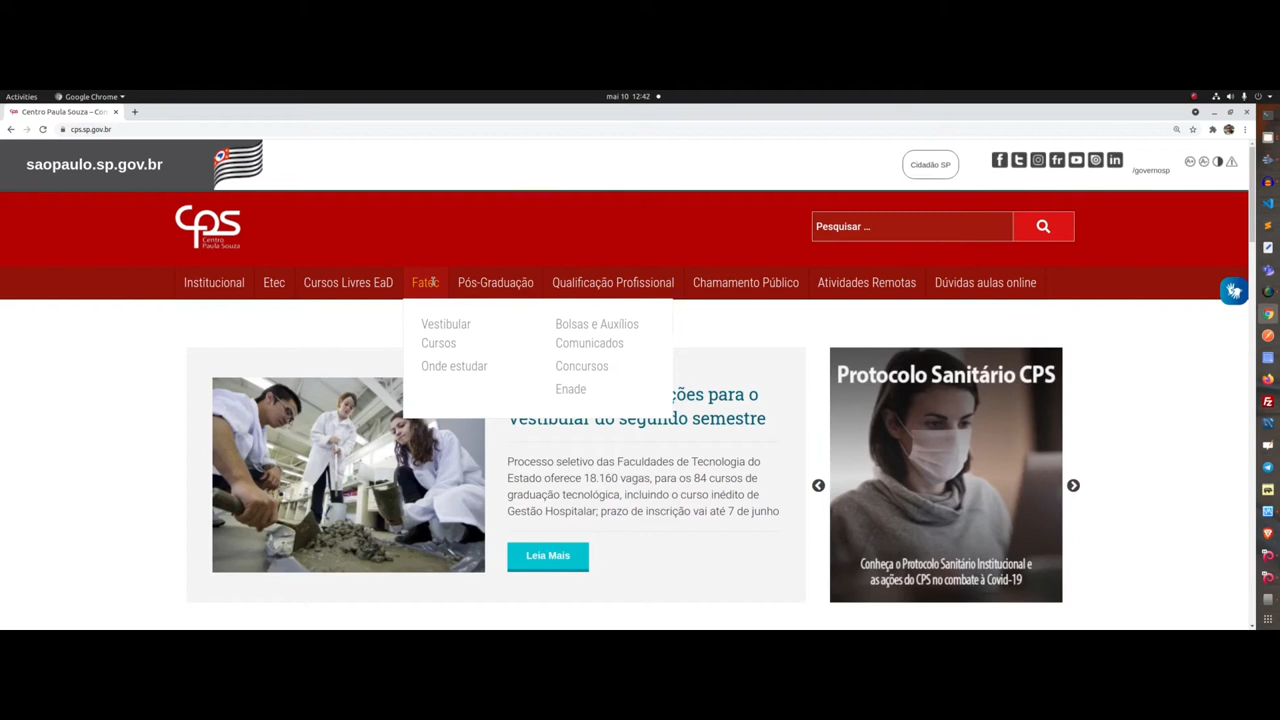 Activities
Google Chrome
mai 10 12:42
Centro Paula Souza – Con
cps.sp.gov.br
saopaulo.sp.gov.br
Cidadão SP
/governosp
cps
Centro
Paula Souza
Pesquisar ...
Institucional
Etec
Cursos Livres EaD
Fatec
Pós-Graduação
Qualificação Profissional
Chamamento Público
Atividades Remotas
Dúvidas aulas online
Vestibular
Bolsas e Auxílios
Cursos
Comunicados
Onde estudar
Concursos
Enade
ções para o
Vestibular do segundo semestre
Processo seletivo das Faculdades de Tecnologia do
Estado oferece 18.160 vagas, para os 84 cursos de
graduação tecnológica, incluindo o curso inédito de
Gestão Hospitalar; prazo de inscrição vai até 7 de junho
Leia Mais
Protocolo Sanitário CPS
Conheça o Protocolo Sanitário Institucional e
as ações do CPS no combate à Covid-19